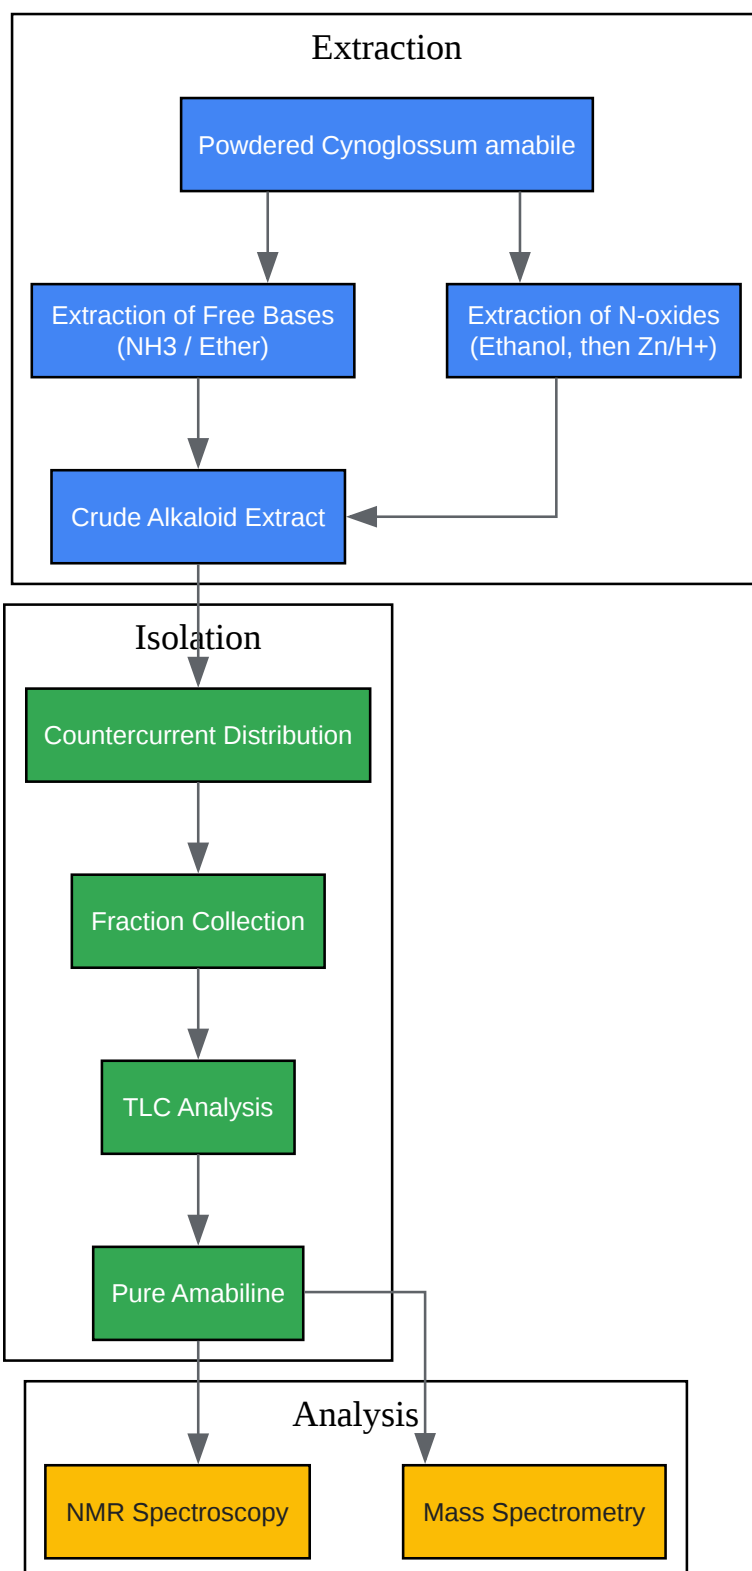 Extraction
Powdered Cynoglossum amabile
Extraction of Free Bases
(NH3 / Ether)
Extraction of N-oxides
(Ethanol, then Zn/H+)
Crude Alkaloid Extract
Isolation
Countercurrent Distribution
Fraction Collection
TLC Analysis
Pure Amabiline
Analysis
NMR Spectroscopy
Mass Spectrometry